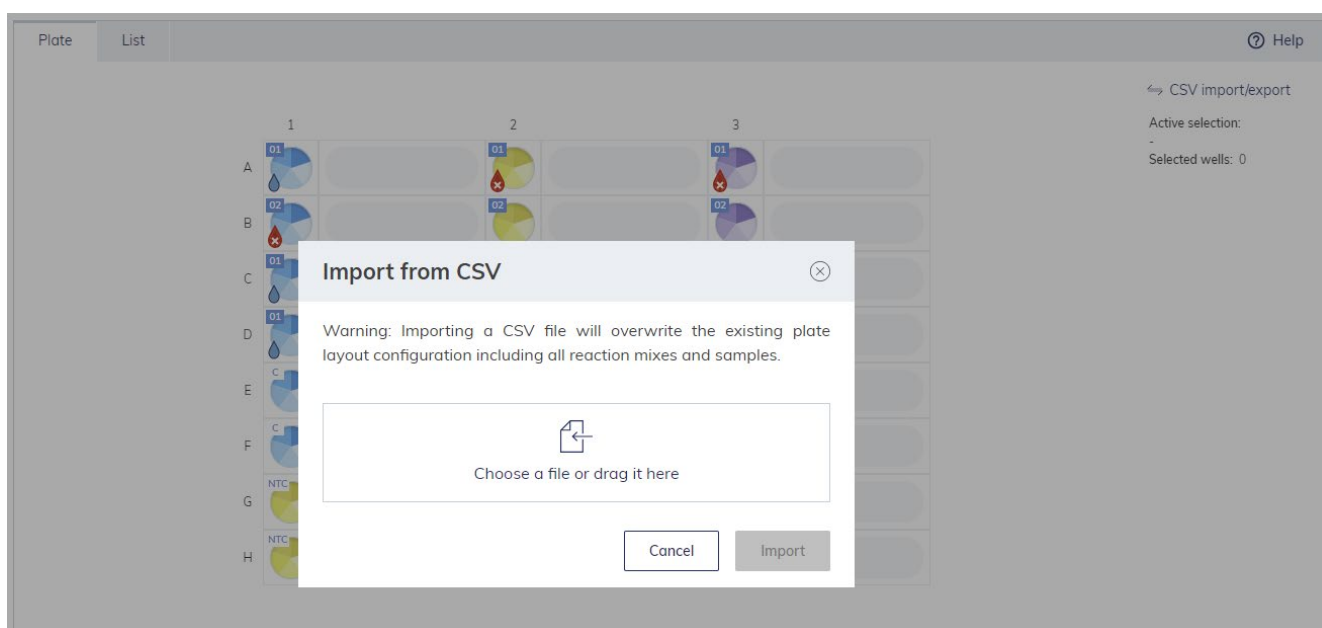 Plate List Help
CSV import/export
Active selection:
-
Selected wells: 0
1 2 3
A 01 01 01
B 02 02 02
C 01
D 01
E C
F C
G NTC
H NTC
Import from CSV
Warning: Importing a CSV file will overwrite the existing plate
layout configuration including all reaction mixes and samples.
Choose a file or drag it here
Cancel Import